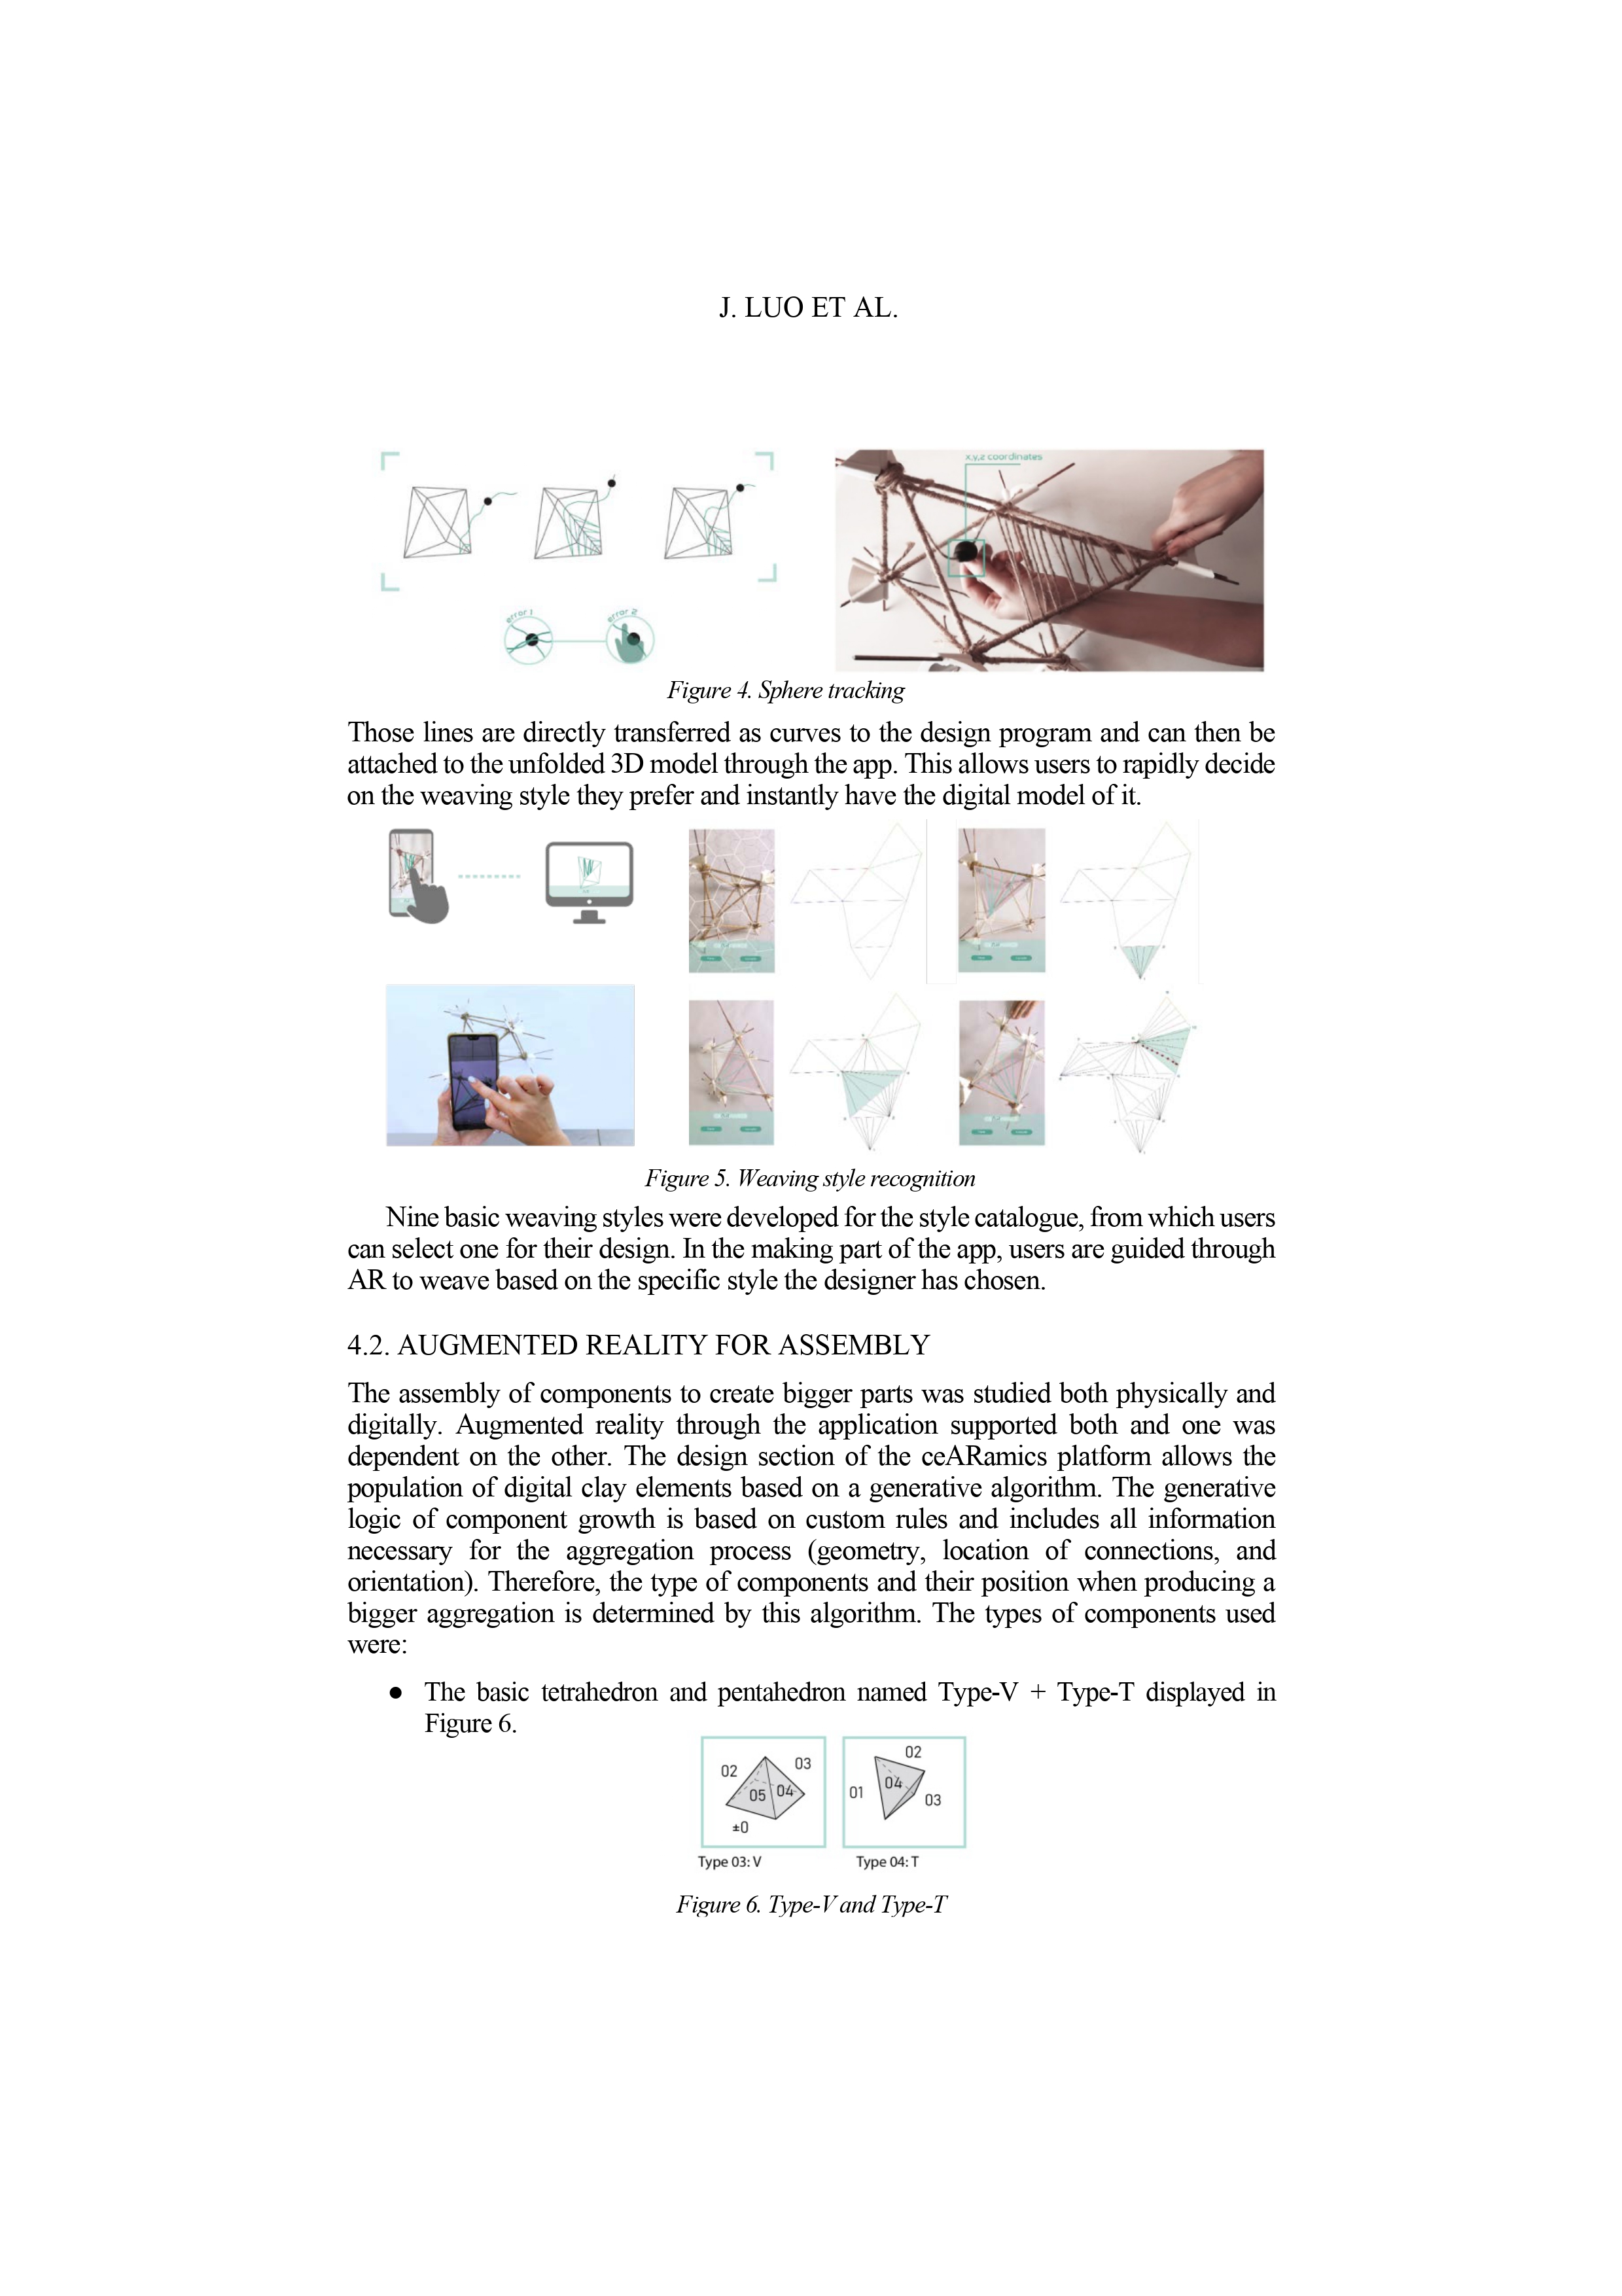 J. LUO ET AL.
x,y,z coordinates
error 1
error 2
Figure 4. Sphere tracking
Those lines are directly transferred as curves to the design program and can then be
attached to the unfolded 3D model through the app. This allows users to rapidly decide
on the weaving style they prefer and instantly have the digital model of it.
Figure 5. Weaving style recognition
Nine basic weaving styles were developed for the style catalogue, from which users
can select one for their design. In the making part of the app, users are guided through
AR to weave based on the specific style the designer has chosen.
4.2. AUGMENTED REALITY FOR ASSEMBLY
The assembly of components to create bigger parts was studied both physically and
digitally. Augmented reality through the application supported both and one was
dependent on the other. The design section of the ceARamics platform allows the
population of digital clay elements based on a generative algorithm. The generative
logic of component growth is based on custom rules and includes all information
necessary for the aggregation process (geometry, location of connections, and
orientation). Therefore, the type of components and their position when producing a
bigger aggregation is determined by this algorithm. The types of components used
were:
● The basic tetrahedron and pentahedron named Type-V + Type-T displayed in
Figure 6.
02 03
05 04
±0
02
04
01
03
Type 03: V
Type 04: T
Figure 6. Type-V and Type-T